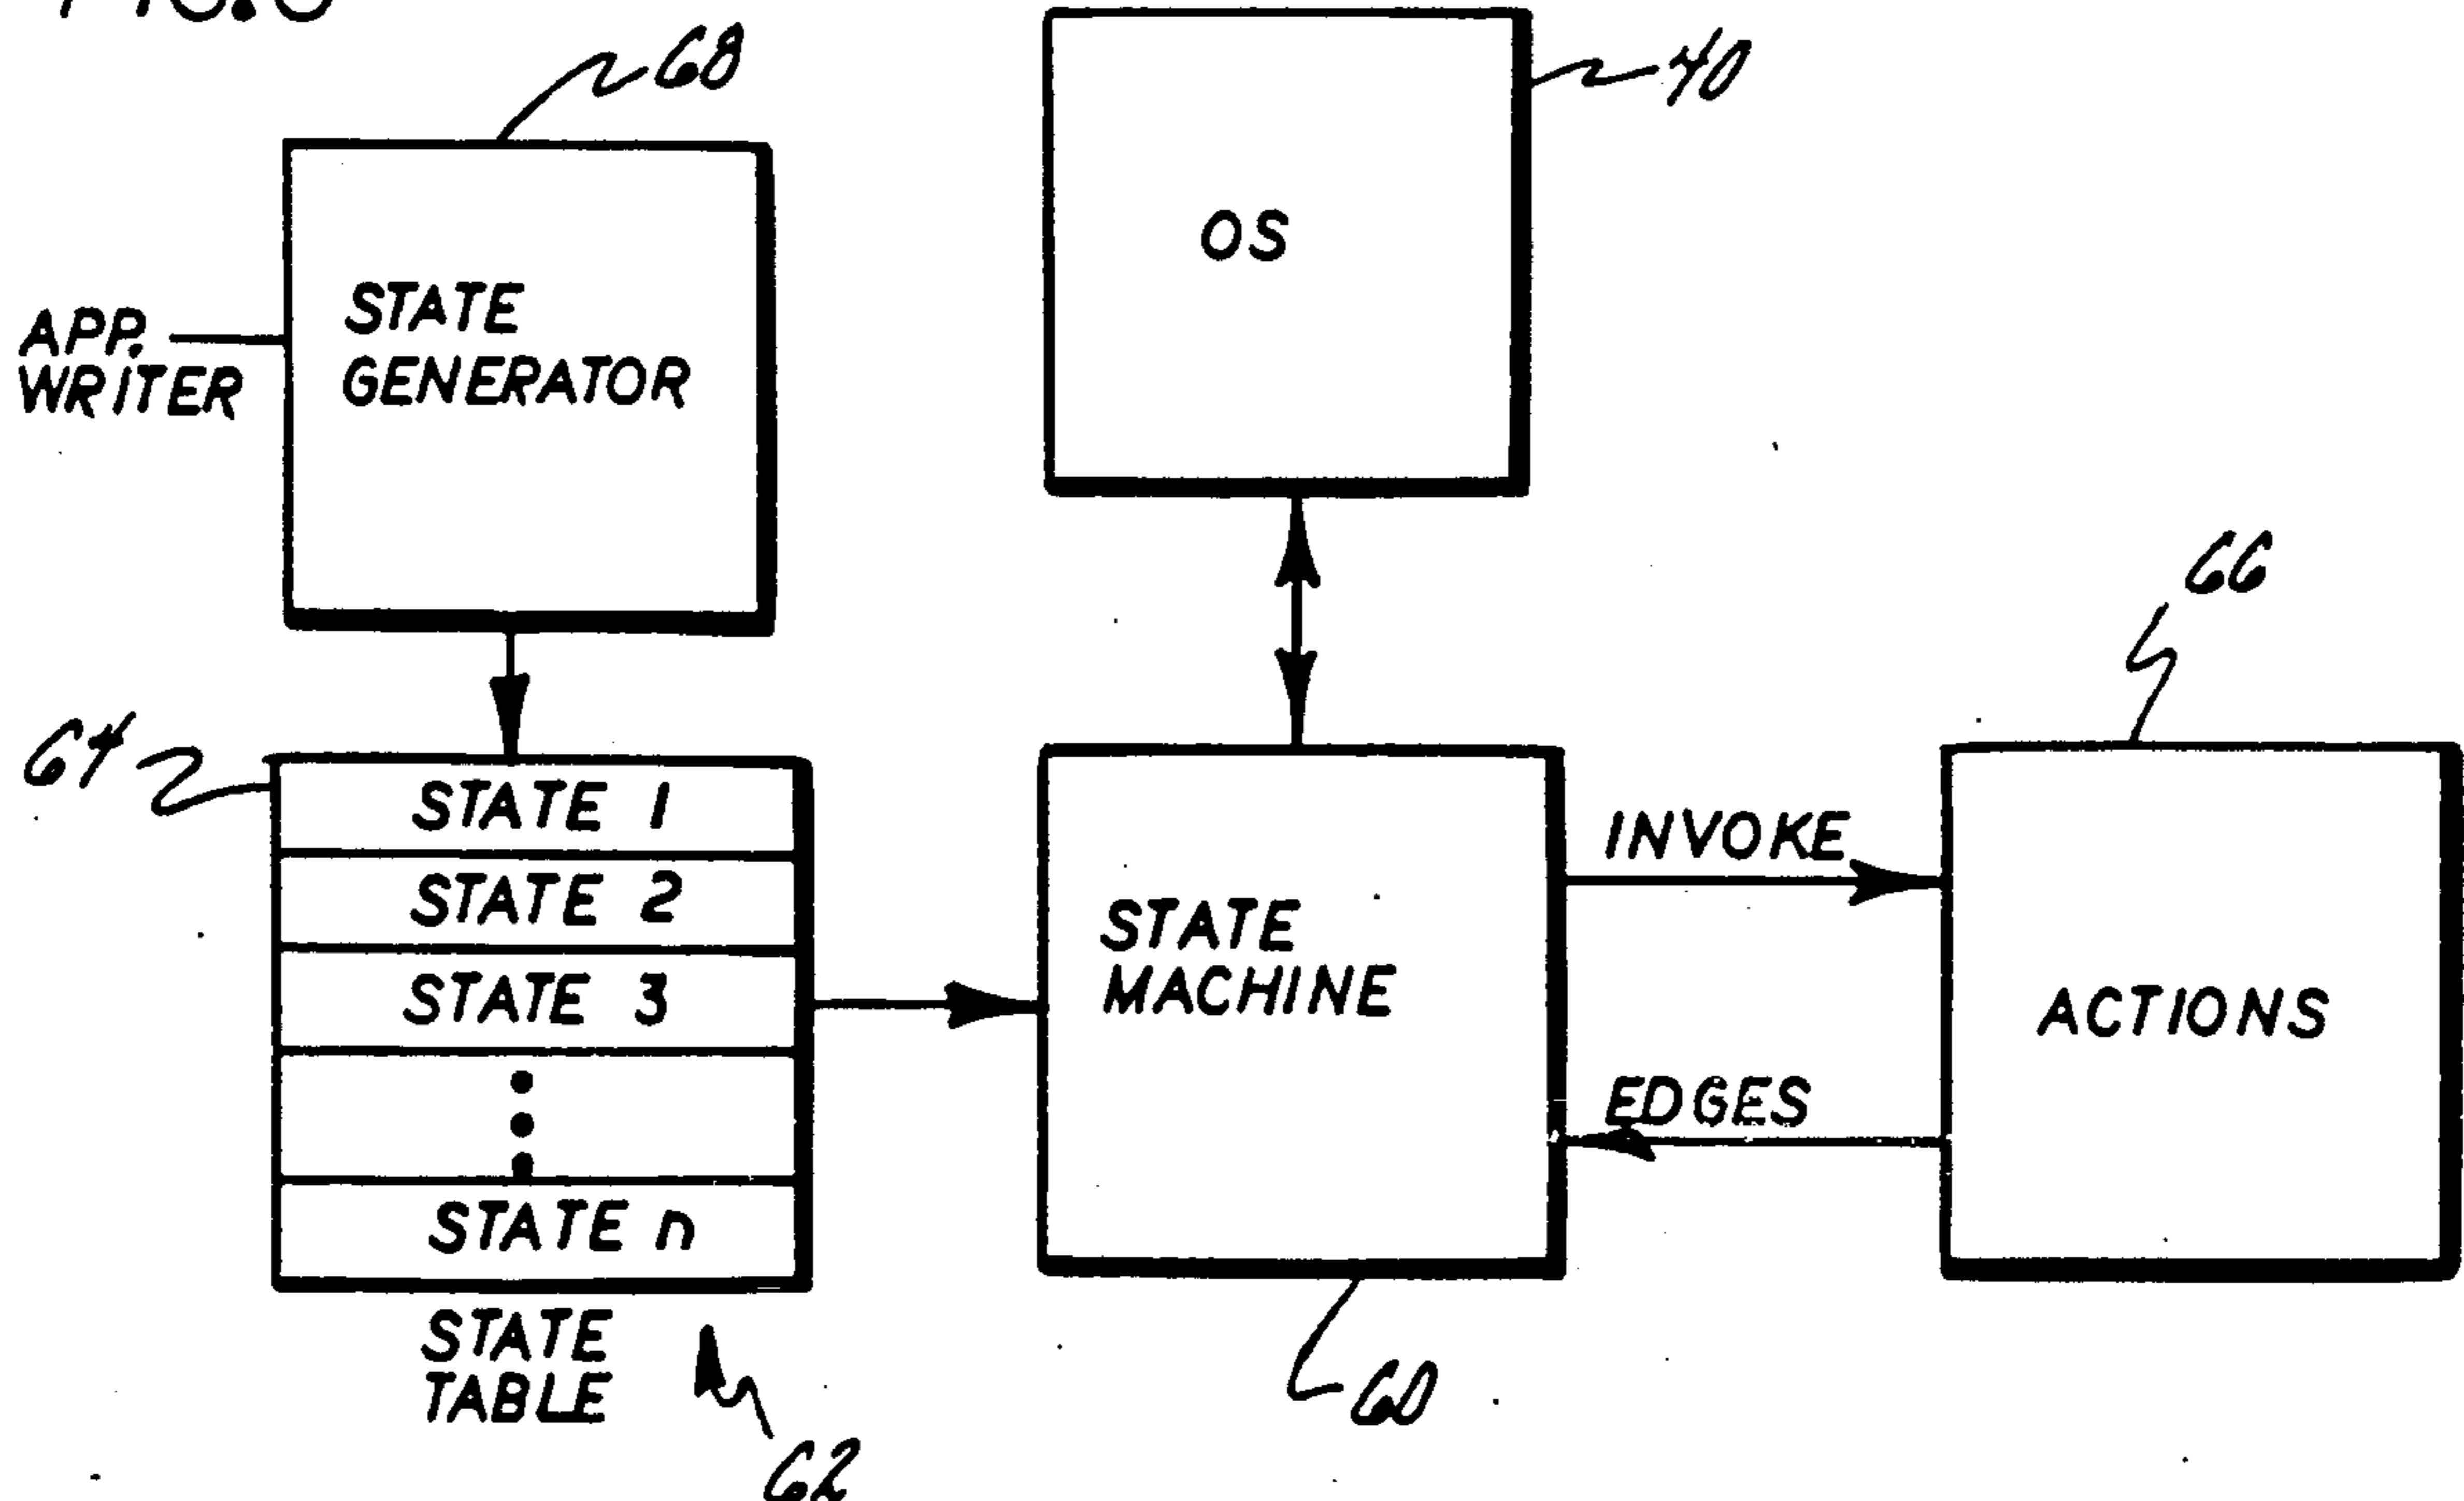 68
40
OS
STATE
GENERATOR
APP.
WRITER
66
64
STATE 1
STATE 2
STATE 3
STATE n
STATE
TABLE
62
STATE
MACHINE
60
INVOKE
EDGES
ACTIONS